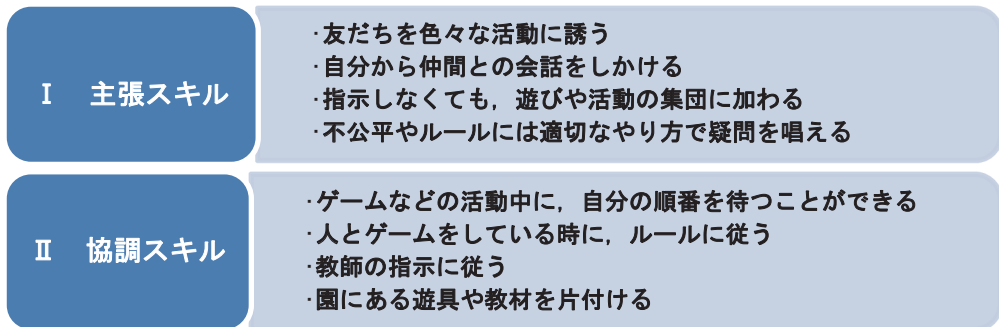 Ⅰ 主張スキル
·友だちを色々な活動に誘う
·自分から仲間との会話をしかける
·指示しなくても，遊びや活動の集団に加わる
·不公平やルールには適切なやり方で疑問を唱える
Ⅱ 協調スキル
·ゲームなどの活動中に，自分の順番を待つことができる
·人とゲームをしている時に，ルールに従う
·教師の指示に従う
·園にある遊具や教材を片付ける